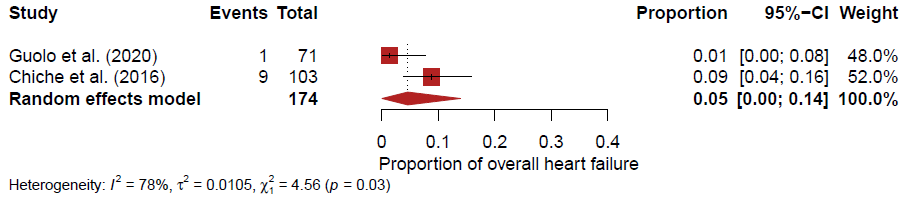 Study Events Total Proportion 95%−CI Weight
Guolo et al. (2020) 1 71 0.01 [0.00; 0.08] 48.0%
Chiche et al. (2016) 9 103 0.09 [0.04; 0.16] 52.0%
Random effects model 174 0.05 [0.00; 0.14] 100.0%
0 0.1 0.2 0.3 0.4
Proportion of overall heart failure
Heterogeneity: I² = 78%, τ² = 0.0105, χ²₁ = 4.56 (p = 0.03)